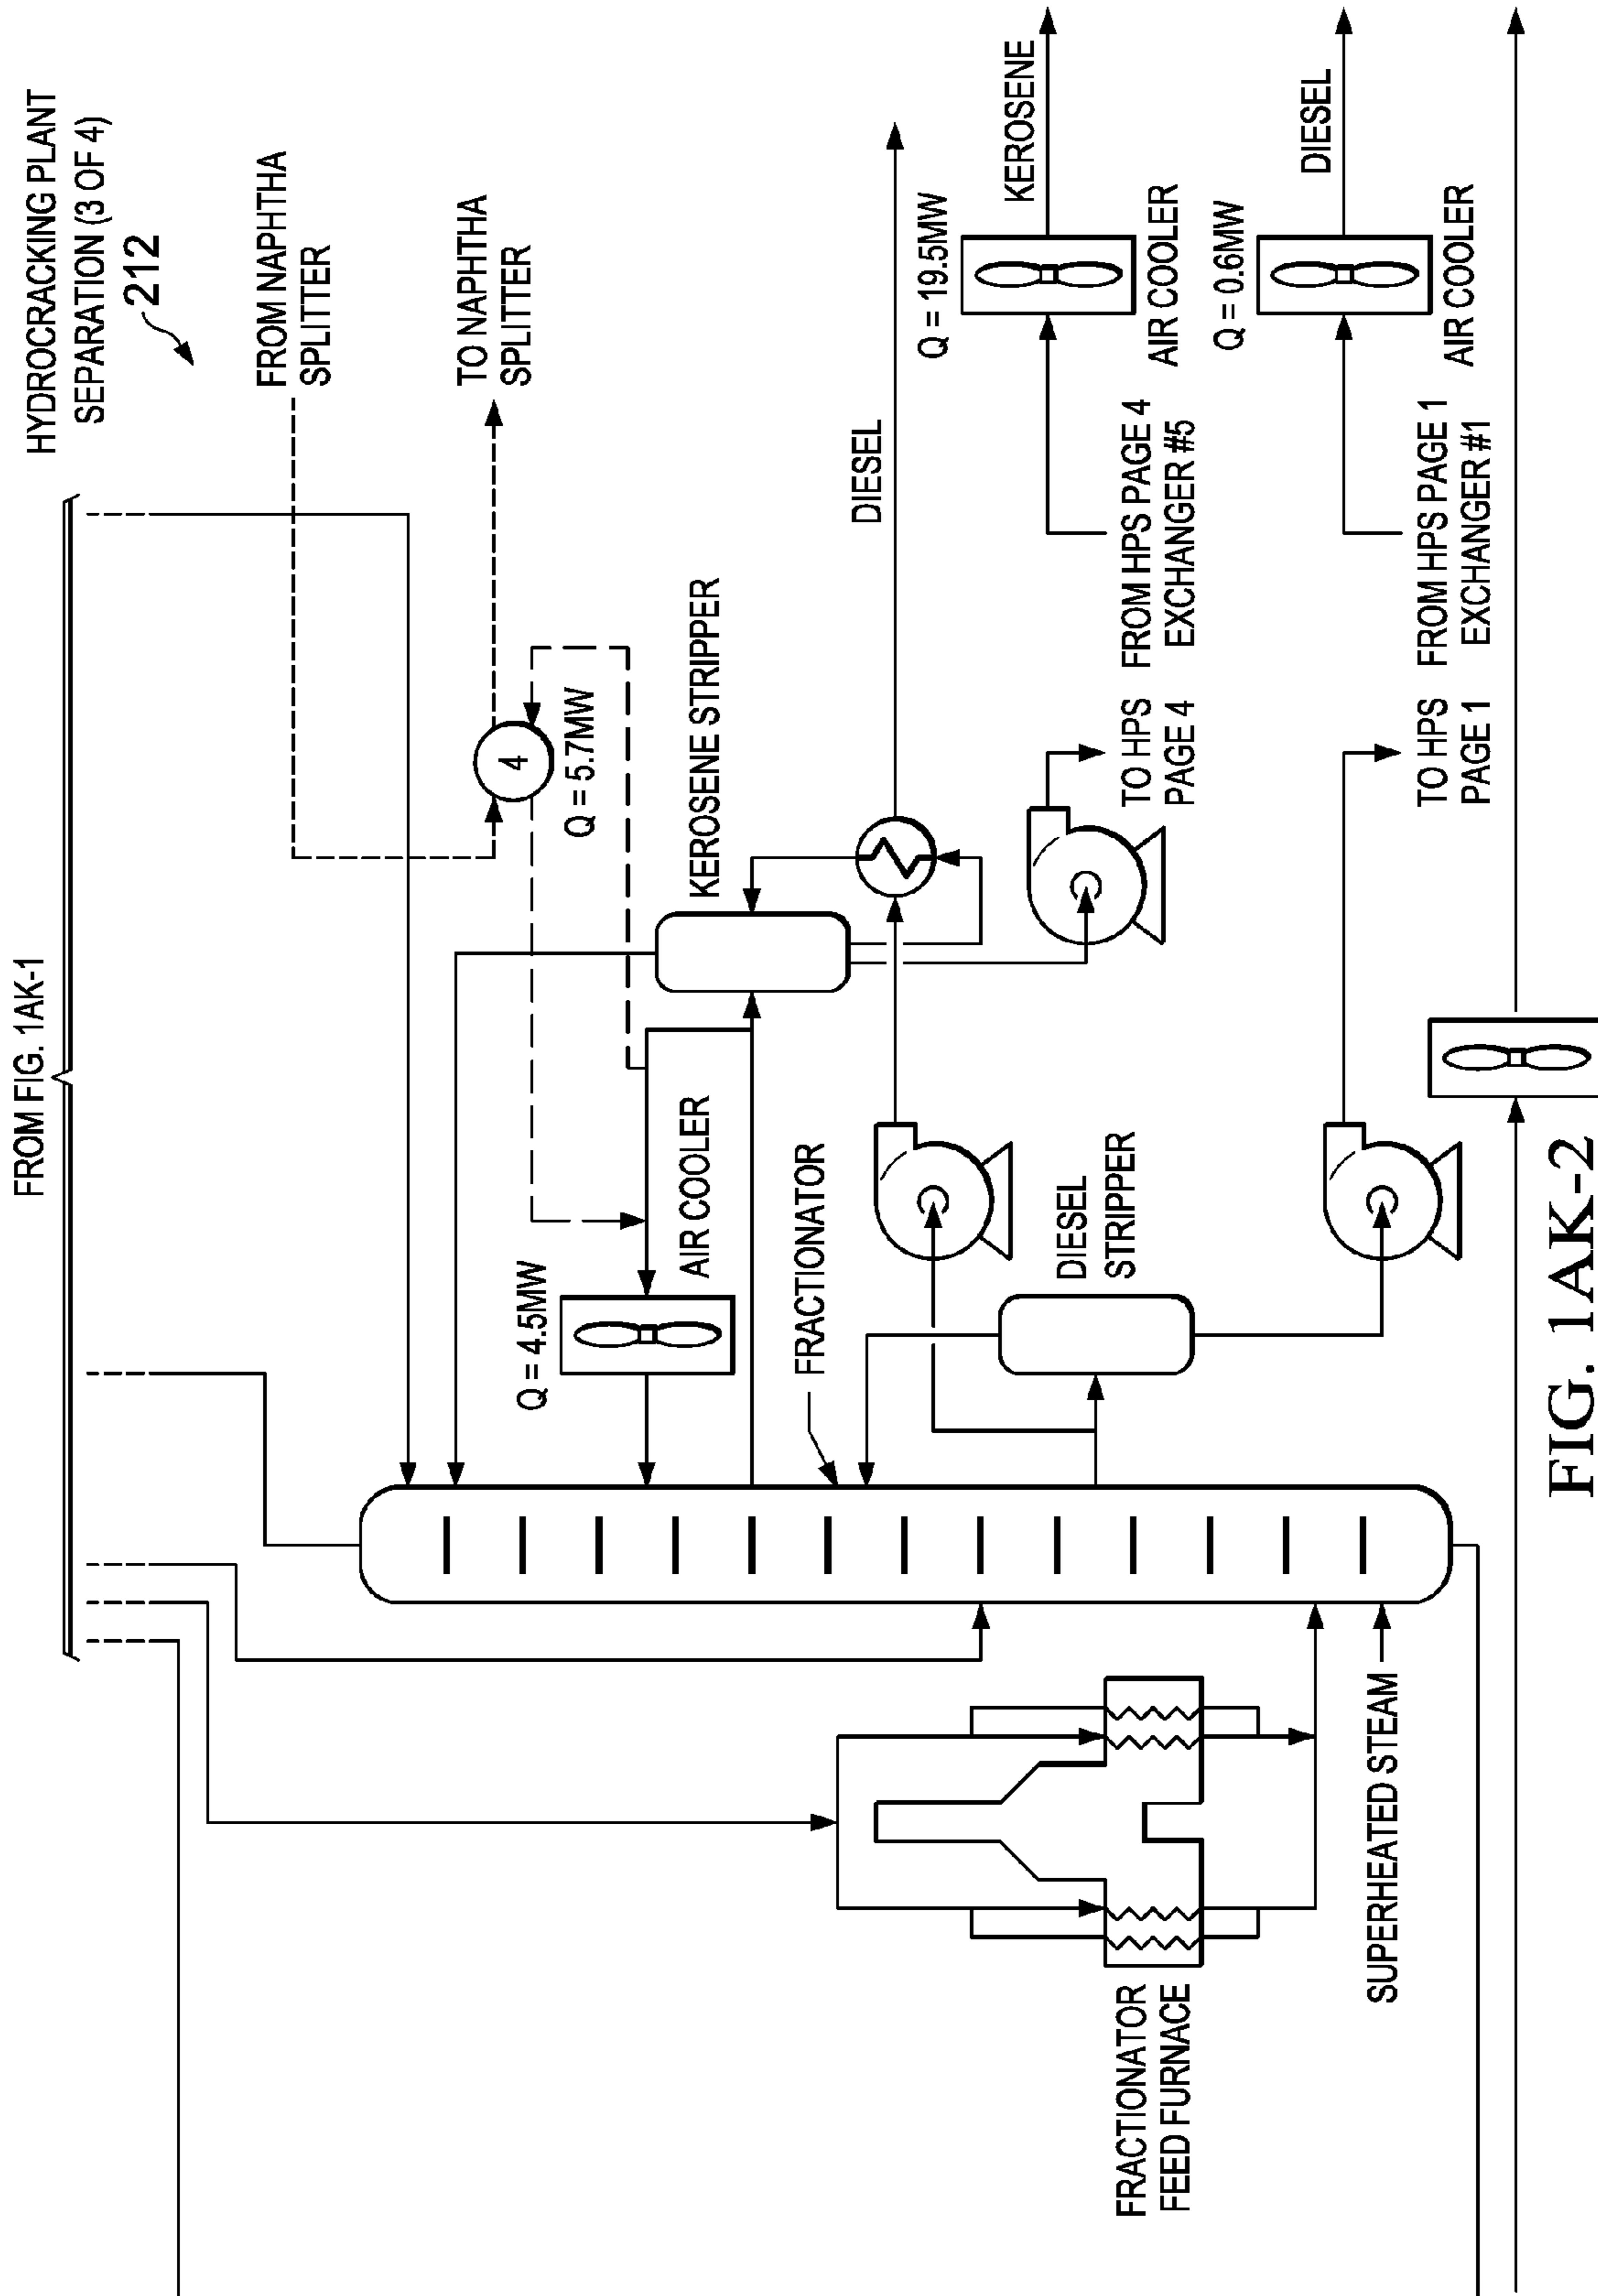 HYDROCRACKING PLANT
SEPARATION (3 OF 4)
212
FROM FIG. 1AK-1
FROM NAPHTHA
SPLITTER
TO NAPHTHA
SPLITTER
4
Q = 5.7MW
Q = 4.5MW
AIR COOLER
KEROSENE STRIPPER
FRACTIONATOR
DIESEL
Q = 19.5MW
KEROSENE
AIR COOLER
FROM HPS PAGE 4
EXCHANGER #5
TO HPS
PAGE 4
DIESEL
STRIPPER
Q = 0.6MW
DIESEL
AIR COOLER
FROM HPS PAGE 1
EXCHANGER #1
TO HPS
PAGE 1
FRACTIONATOR
FEED FURNACE
SUPERHEATED STEAM
FIG. 1AK-2